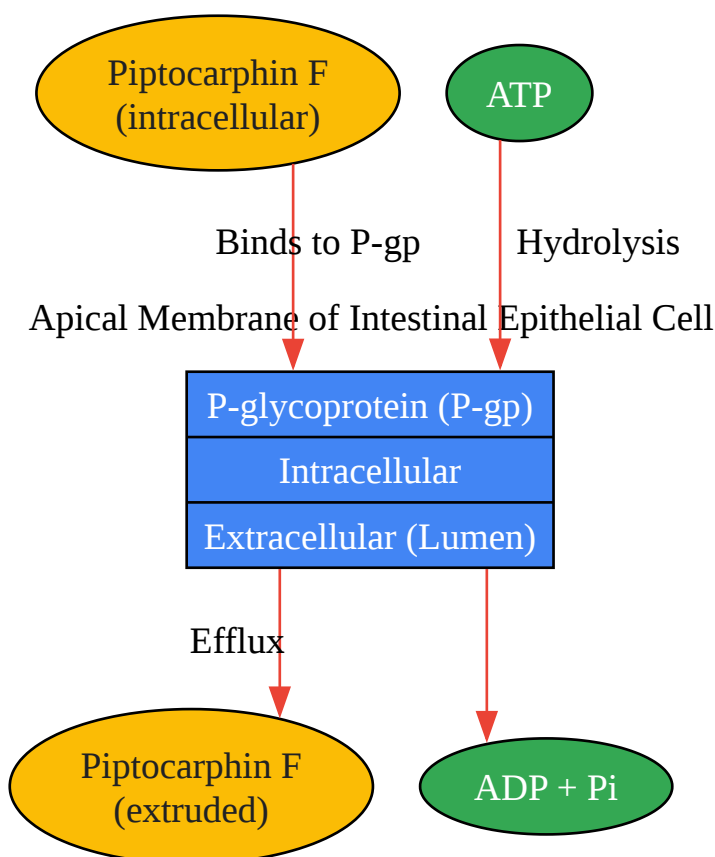 Piptocarphin F
(intracellular)
ATP
Binds to P-gp
Hydrolysis
Apical Membrane of Intestinal Epithelial Cell
P-glycoprotein (P-gp)
Intracellular
Extracellular (Lumen)
Efflux
Piptocarphin F
(extruded)
ADP + Pi